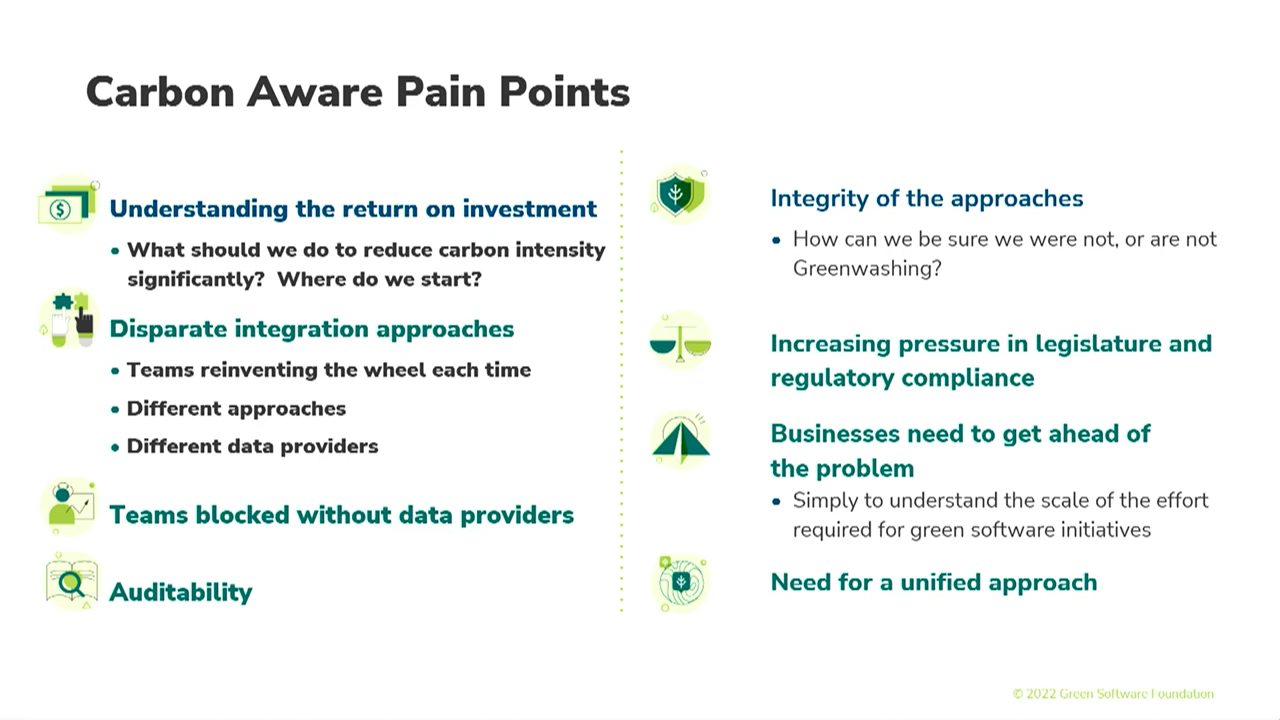 Carbon Aware Pain Points
Understanding the return on investment
• What should we do to reduce carbon intensity
significantly?  Where do we start?
Disparate integration approaches
• Teams reinventing the wheel each time
• Different approaches
• Different data providers
Teams blocked without data providers
Auditability
Integrity of the approaches
• How can we be sure we were not, or are not
Greenwashing?
Increasing pressure in legislature and
regulatory compliance
Businesses need to get ahead of
the problem
• Simply to understand the scale of the effort
required for green software initiatives
Need for a unified approach
© 2022 Green Software Foundation